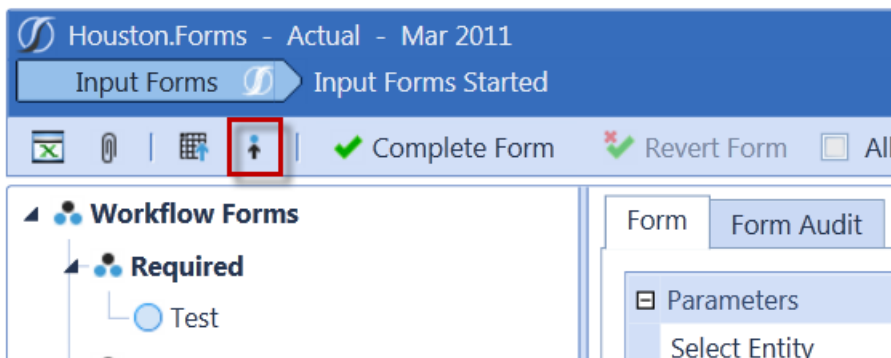 Houston.Forms - Actual - Mar 2011
Input Forms Input Forms Started
Complete Form Revert Form All
Workflow Forms
Form Form Audit
Required
Parameters
Test
Select Entity